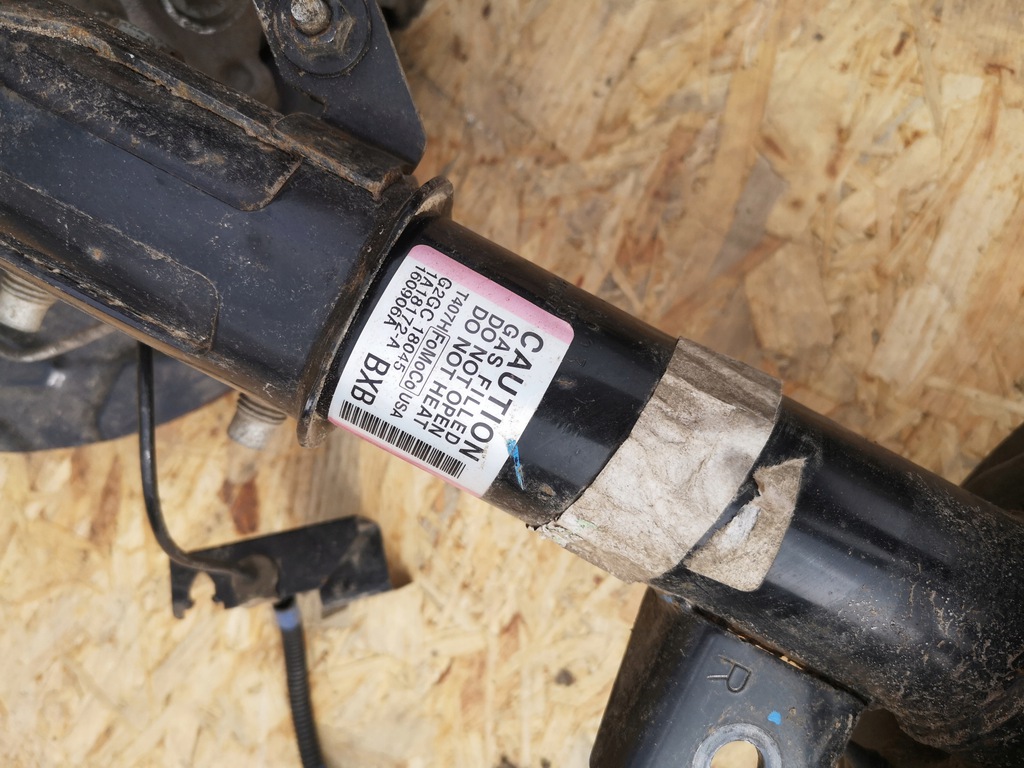 CAUTION
GAS FILLED
DO NOT OPEN
DO NOT HEAT
T407H FoMoCo USA
G2GC 18045
1A18172-A
160906A BXB
R